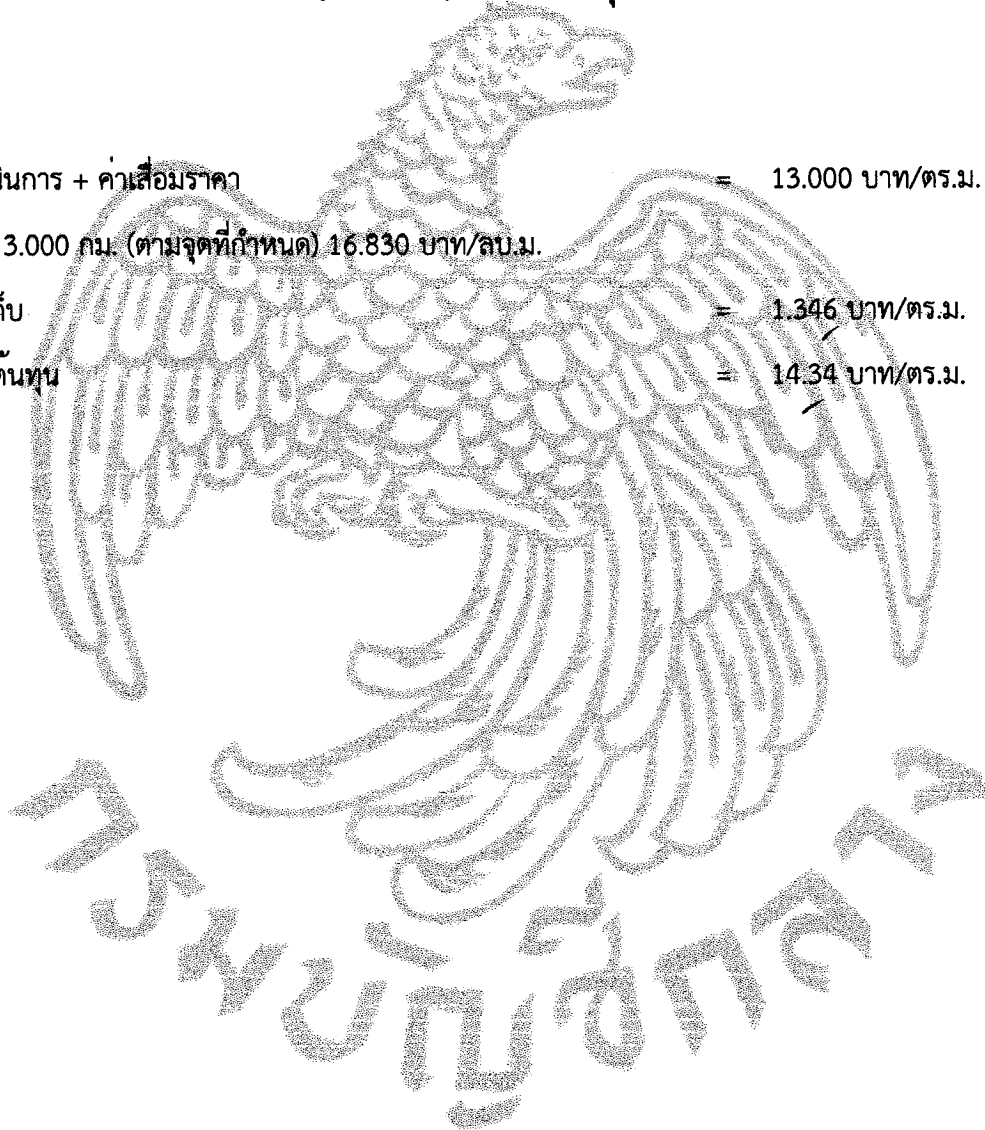 นินการ + ค่าเสื่อมราคา = 13.000 บาท/ตร.ม.
3.000 กม. (ตามจุดที่กำหนด) 16.830 บาท/ลบ.ม.
= 1.346 บาท/ตร.ม.
ต้นทุน = 14.34 บาท/ตร.ม.
กรมบัญชีกลาง